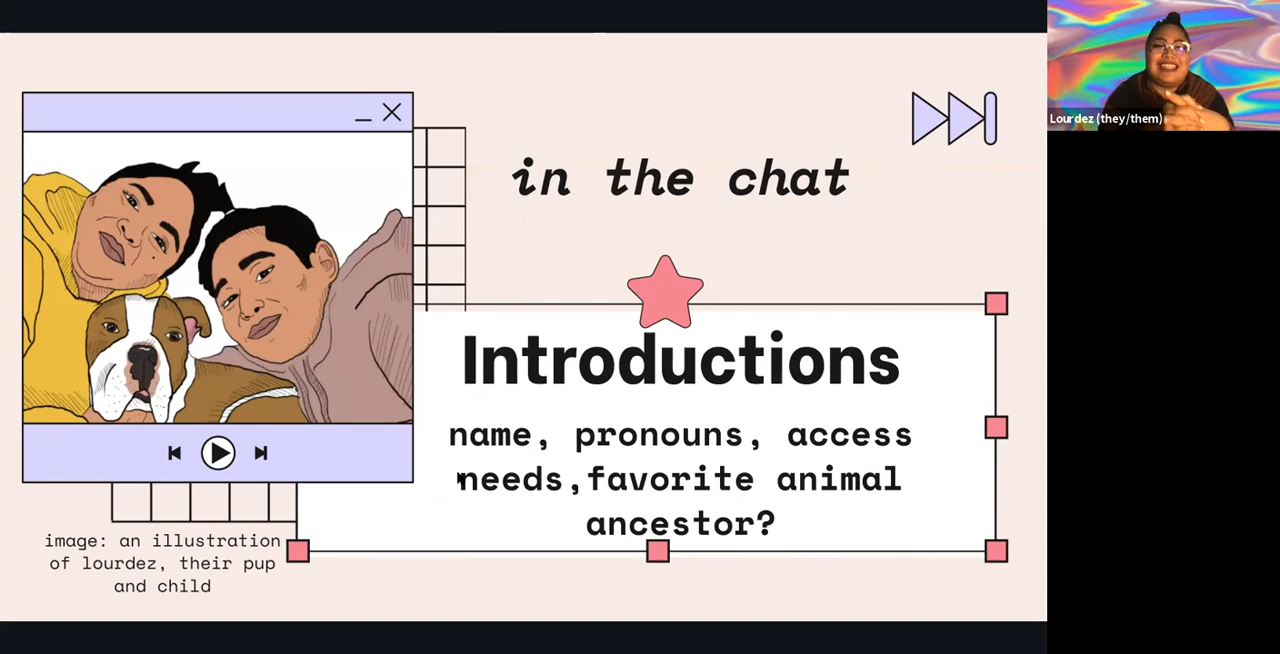 in the chat
Introductions
name, pronouns, access
needs,favorite animal
ancestor?
image: an illustration
of lourdez, their pup
and child
Lourdez (they/them)